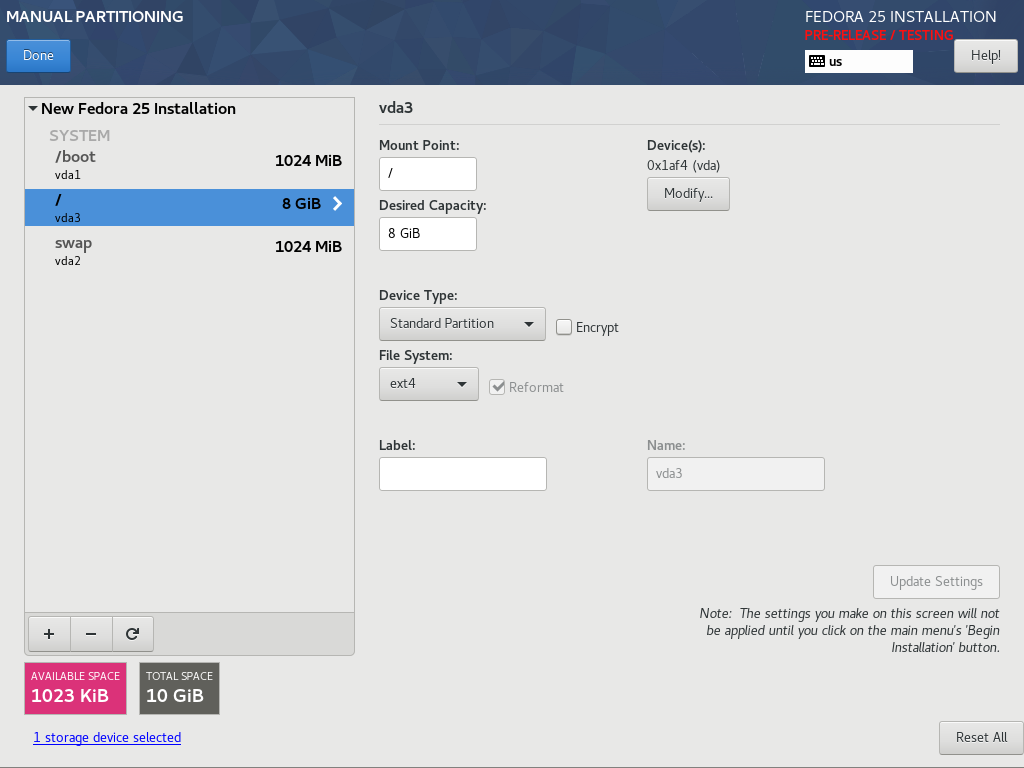 MANUAL PARTITIONING
FEDORA 25 INSTALLATION
PRE-RELEASE / TESTING
Done
us
Help!
New Fedora 25 Installation
SYSTEM
/boot
1024 MiB
vda1
/
8 GiB
vda3
swap
1024 MiB
vda2
+ −
AVAILABLE SPACE
1023 KiB
TOTAL SPACE
10 GiB
1 storage device selected
vda3
Mount Point:
/
Device(s):
0x1af4 (vda)
Modify...
Desired Capacity:
8 GiB
Device Type:
Standard Partition
Encrypt
File System:
ext4
Reformat
Label:
Name:
vda3
Update Settings
Note:  The settings you make on this screen will not
be applied until you click on the main menu's 'Begin
Installation' button.
Reset All